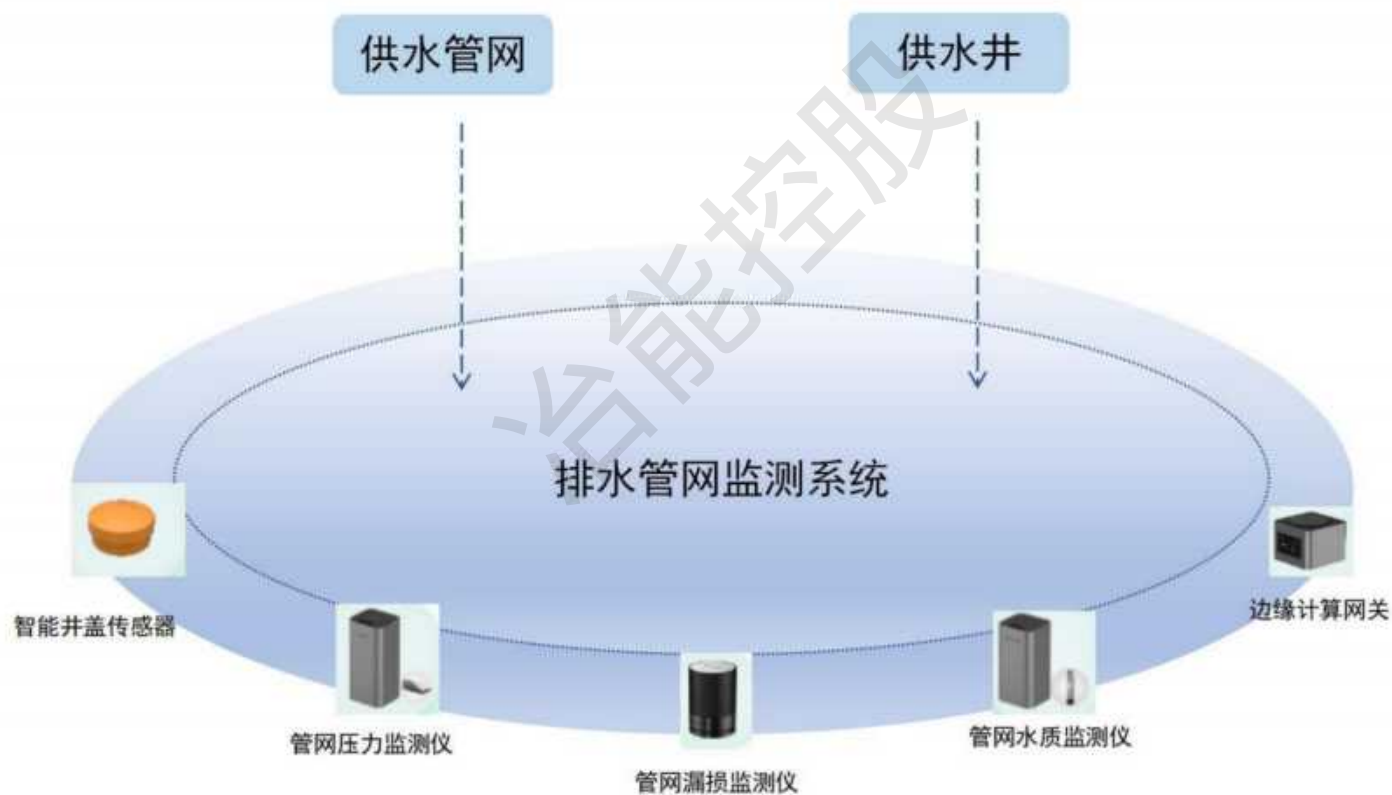 供水管网
供水井
冶能控股
排水管网监测系统
智能井盖传感器
边缘计算网关
管网压力监测仪
管网水质监测仪
管网漏损监测仪